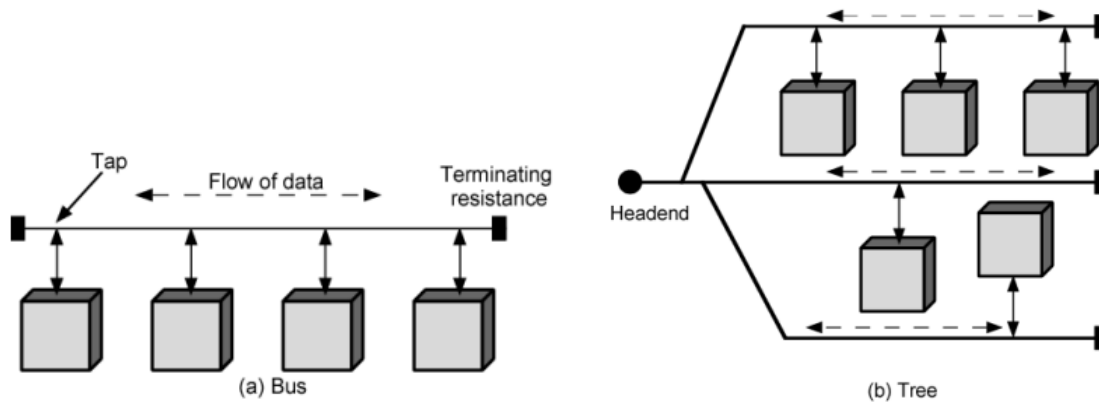 Tap
Flow of data
Terminating
resistance
(a) Bus
Headend
(b) Tree